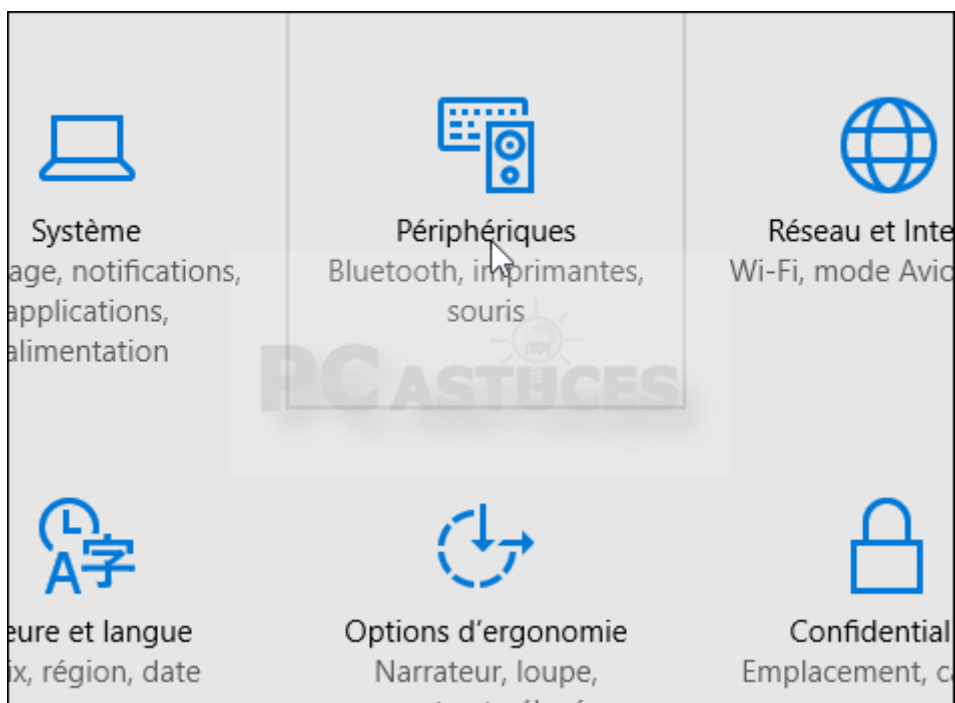 Système
age, notifications,
applications,
alimentation
Périphériques
Bluetooth, imprimantes,
souris
Réseau et Inte
Wi-Fi, mode Avio
PC ASTUCES
eure et langue
ix, région, date
Options d'ergonomie
Narrateur, loupe,
Confidential
Emplacement, ca